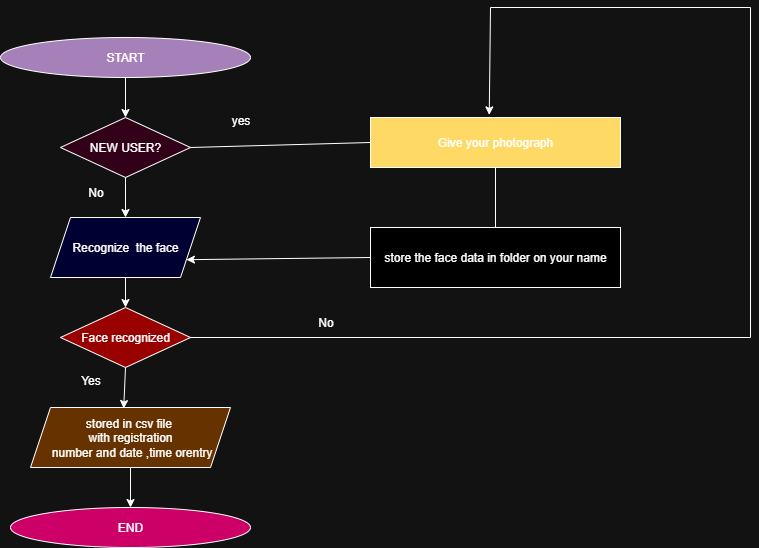 START
yes
NEW USER?
Give your photograph
No
Recognize  the face
store the face data in folder on your name
No
Face recognized
Yes
stored in csv file
with registration
number and date ,time orentry
END